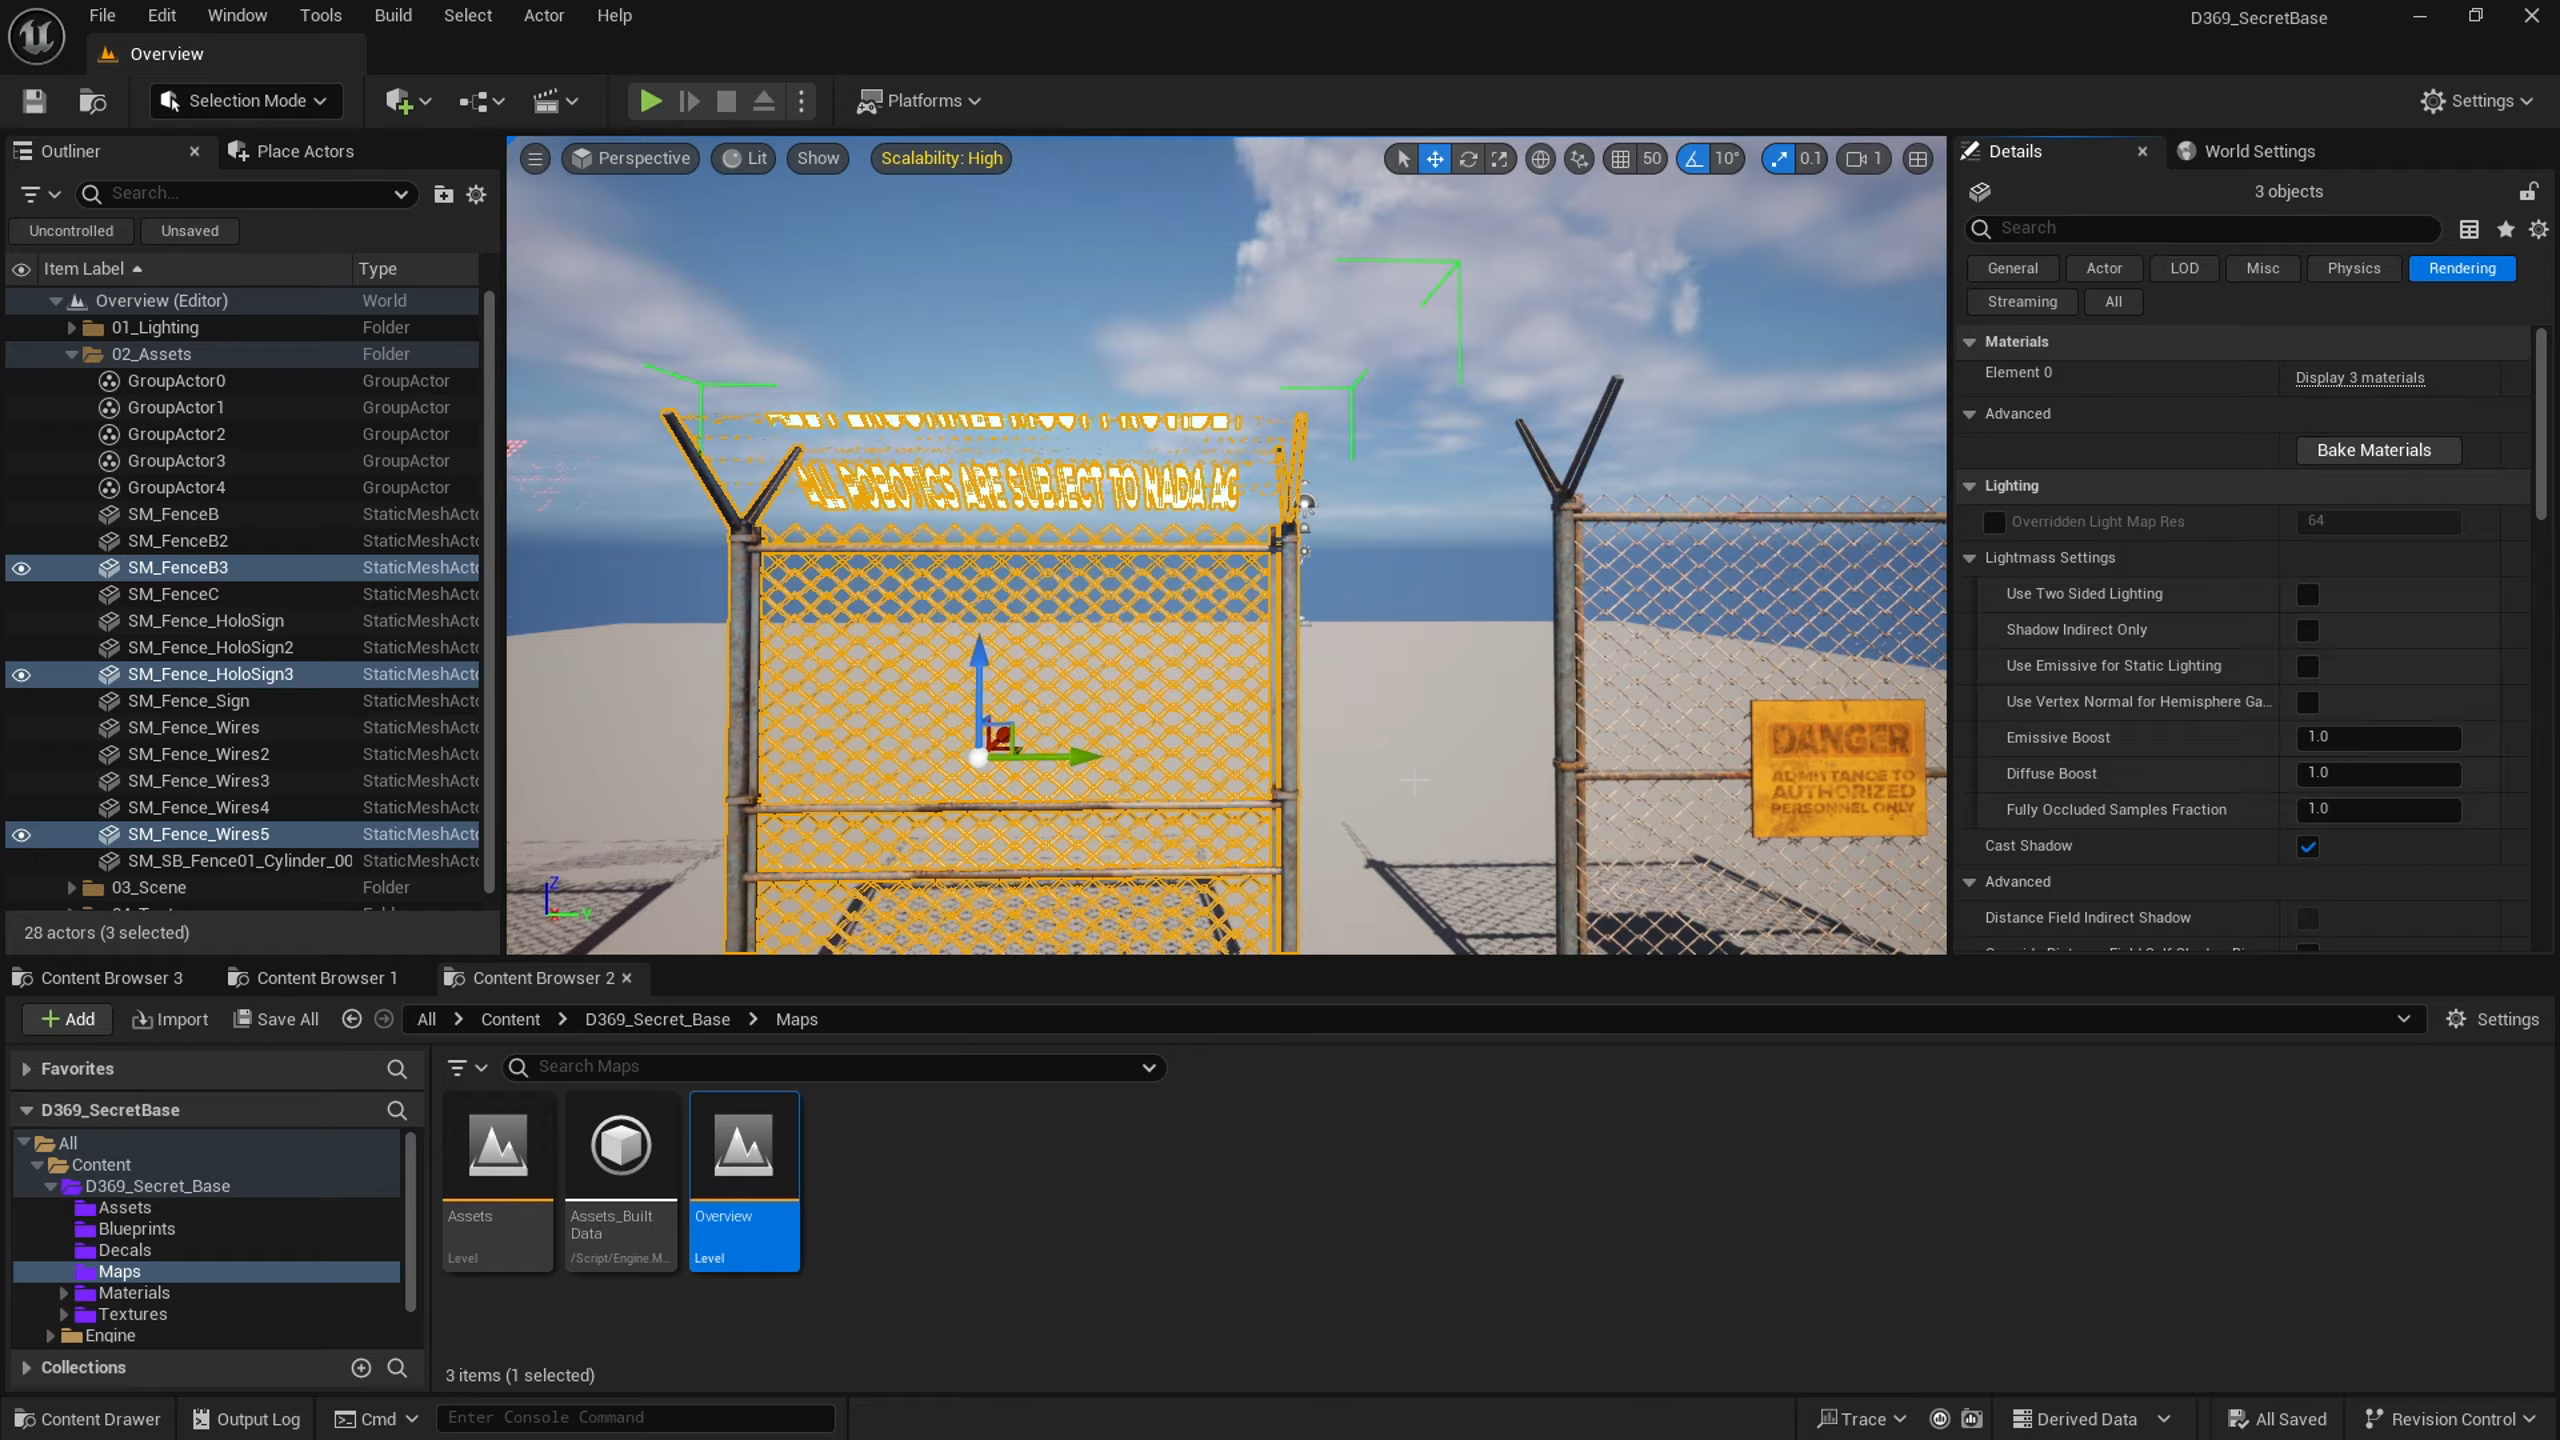 File Edit Window Tools Build Select Actor Help
D369_SecretBase
Overview
Selection Mode
Platforms
Settings
Outliner
Place Actors
Search...
Uncontrolled
Unsaved
Item Label
Type
Overview (Editor) World
01_Lighting Folder
02_Assets Folder
GroupActor0 GroupActor
GroupActor1 GroupActor
GroupActor2 GroupActor
GroupActor3 GroupActor
GroupActor4 GroupActor
SM_FenceB StaticMeshActo
SM_FenceB2 StaticMeshActo
SM_FenceB3 StaticMeshActo
SM_FenceC StaticMeshActo
SM_Fence_HoloSign StaticMeshActo
SM_Fence_HoloSign2 StaticMeshActo
SM_Fence_HoloSign3 StaticMeshActo
SM_Fence_Sign StaticMeshActo
SM_Fence_Wires StaticMeshActo
SM_Fence_Wires2 StaticMeshActo
SM_Fence_Wires3 StaticMeshActo
SM_Fence_Wires4 StaticMeshActo
SM_Fence_Wires5 StaticMeshActo
SM_SB_Fence01_Cylinder_00 StaticMeshActo
03_Scene Folder
28 actors (3 selected)
Perspective
Lit
Show
Scalability: High
50
10°
0.1
1
ROBOTICS ARE SUBJECT TO NADA
DANGER
ADMITTANCE TO
AUTHORIZED
PERSONNEL ONLY
Z
Y
Details
World Settings
3 objects
Search
General Actor LOD Misc Physics Rendering
Streaming All
Materials
Element 0 Display 3 materials
Advanced
Bake Materials
Lighting
Overridden Light Map Res 64
Lightmass Settings
Use Two Sided Lighting
Shadow Indirect Only
Use Emissive for Static Lighting
Use Vertex Normal for Hemisphere Ga...
Emissive Boost 1.0
Diffuse Boost 1.0
Fully Occluded Samples Fraction 1.0
Cast Shadow
Advanced
Distance Field Indirect Shadow
Content Browser 3
Content Browser 1
Content Browser 2
Add
Import
Save All
All > Content > D369_Secret_Base > Maps
Settings
Favorites
D369_SecretBase
All
Content
D369_Secret_Base
Assets
Blueprints
Decals
Maps
Materials
Textures
Engine
Collections
Search Maps
Assets
Level
Assets_Built
Data
/Script/Engine.M...
Overview
Level
3 items (1 selected)
Content Drawer
Output Log
Cmd
Enter Console Command
Trace
Derived Data
All Saved
Revision Control